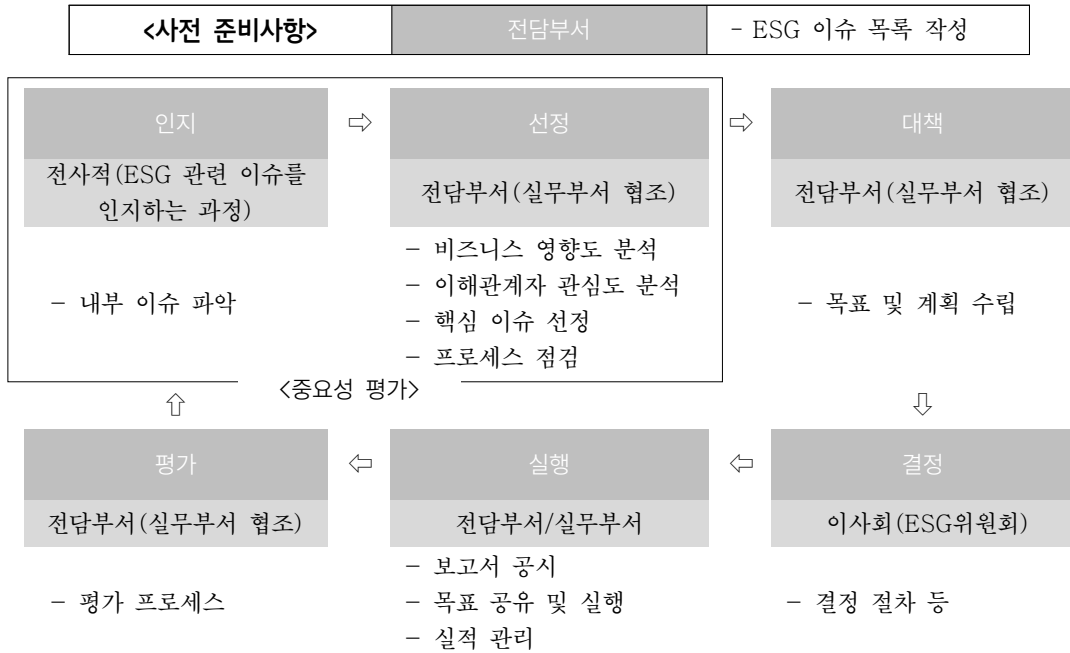 <사전 준비사항>
전담부서
- ESG 이슈 목록 작성
인지
⇨
선정
⇨
대책
전사적(ESG 관련 이슈를
인지하는 과정)
전담부서(실무부서 협조)
전담부서(실무부서 협조)
- 내부 이슈 파악
- 비즈니스 영향도 분석
- 이해관계자 관심도 분석
- 핵심 이슈 선정
- 프로세스 점검
- 목표 및 계획 수립
<중요성 평가>
⇧
⇩
평가
⇦
실행
⇦
결정
전담부서(실무부서 협조)
전담부서/실무부서
이사회(ESG위원회)
- 평가 프로세스
- 보고서 공시
- 목표 공유 및 실행
- 실적 관리
- 결정 절차 등